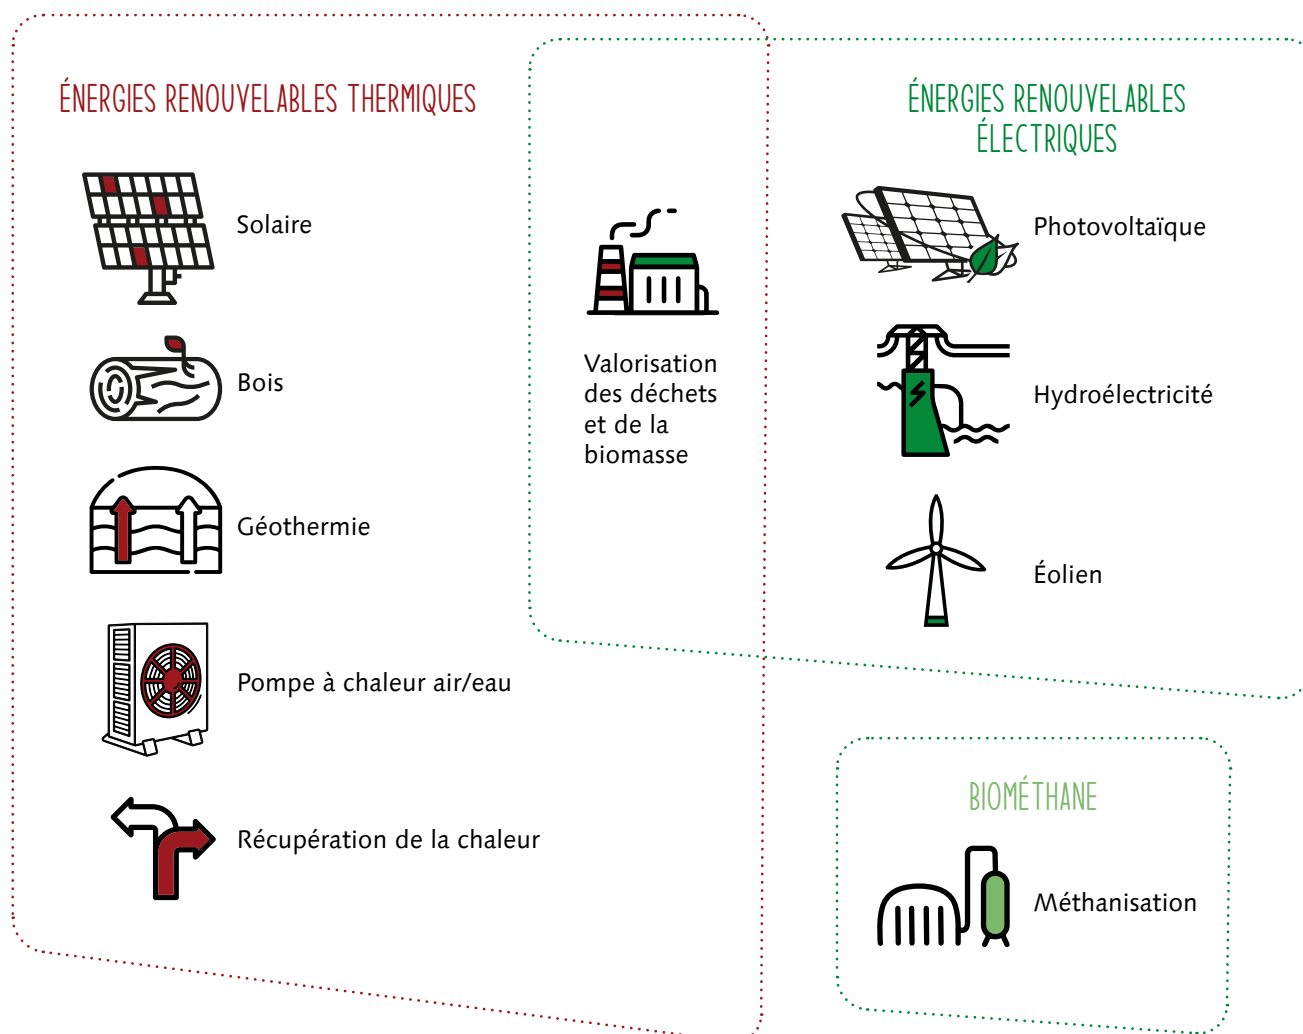 ÉNERGIES RENOUVELABLES THERMIQUES
Solaire
Bois
Géothermie
Pompe à chaleur air/eau
Récupération de la chaleur
Valorisation
des déchets
et de la
biomasse
ÉNERGIES RENOUVELABLES
ÉLECTRIQUES
Photovoltaïque
Hydroélectricité
Éolien
BIOMÉTHANE
Méthanisation